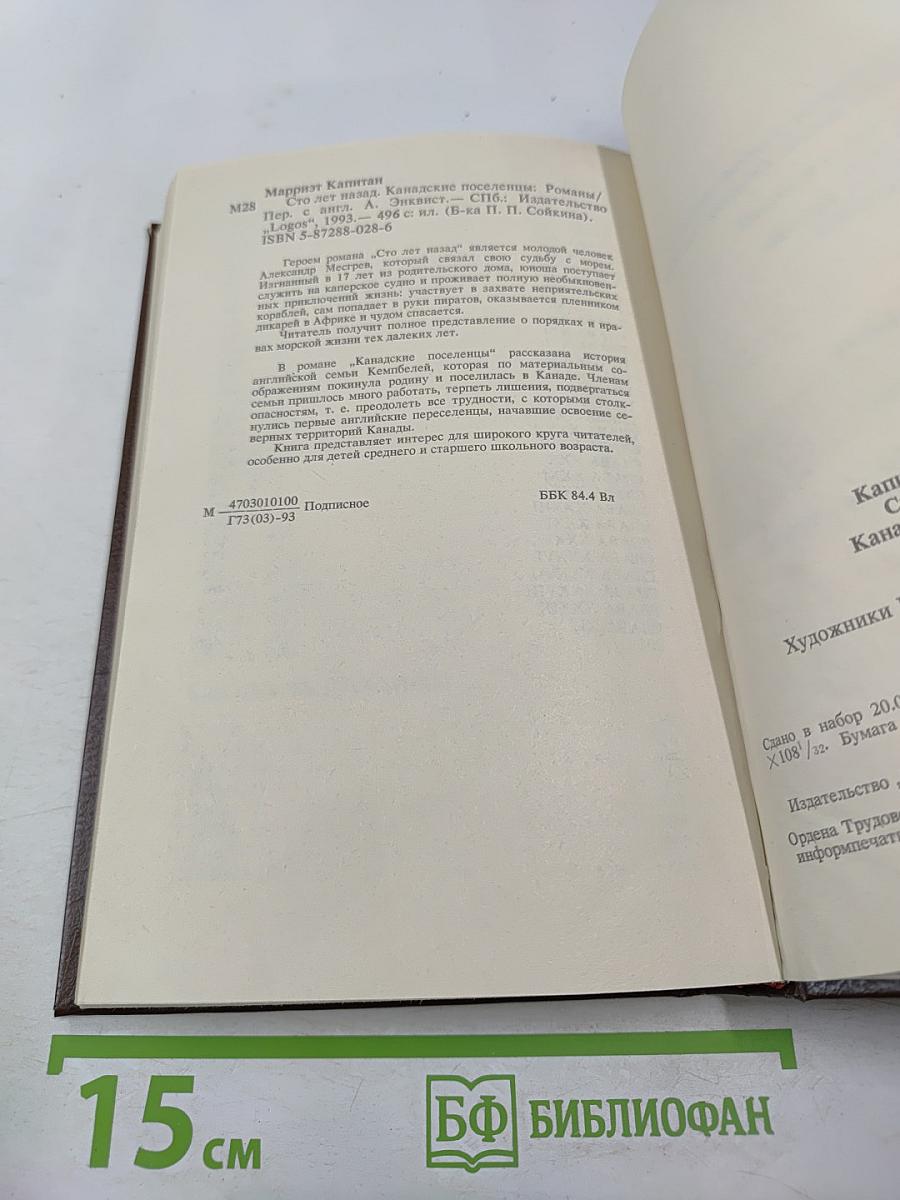 Марриэт Капитан
М28 Сто лет назад. Канадские поселенцы: Романы/
Пер. с англ. А. Энквист.— СПб.: Издательство
„Logos“, 1993.— 496 с: ил. (Б-ка П. П. Сойкина).
ISBN 5-87288-028-6
Героем романа „Сто лет назад“ является молодой человек
Александр Месгрев, который связал свою судьбу с морем.
Изгнанный в 17 лет из родительского дома, юноша поступает
служить на каперское судно и проживает полную необыкновен-
ных приключений жизнь: участвует в захвате неприятельских
кораблей, сам попадает в руки пиратов, оказывается пленником
дикарей в Африке и чудом спасается.
Читатель получит полное представление о порядках и нра-
вах морской жизни тех далеких лет.
В романе „Канадские поселенцы“ рассказана история
английской семьи Кемпбелей, которая по материальным со-
ображениям покинула родину и поселилась в Канаде. Членам
семьи пришлось много работать, терпеть лишения, подвергаться
опасностям, т. е. преодолеть все трудности, с которыми столк-
нулись первые английские переселенцы, начавшие освоение се-
верных территорий Канады.
Книга представляет интерес для широкого круга читателей,
особенно для детей среднего и старшего школьного возраста.
М 4703010100 Подписное ББК 84.4 Вл
Г73(03)-93
Капи
С
Кана
Художники
Сдано в набор 20.0
×108¹/₃₂. Бумага
Издательство „
Ордена Трудово
информпечати
15 см
БФ БИБЛИОФАН